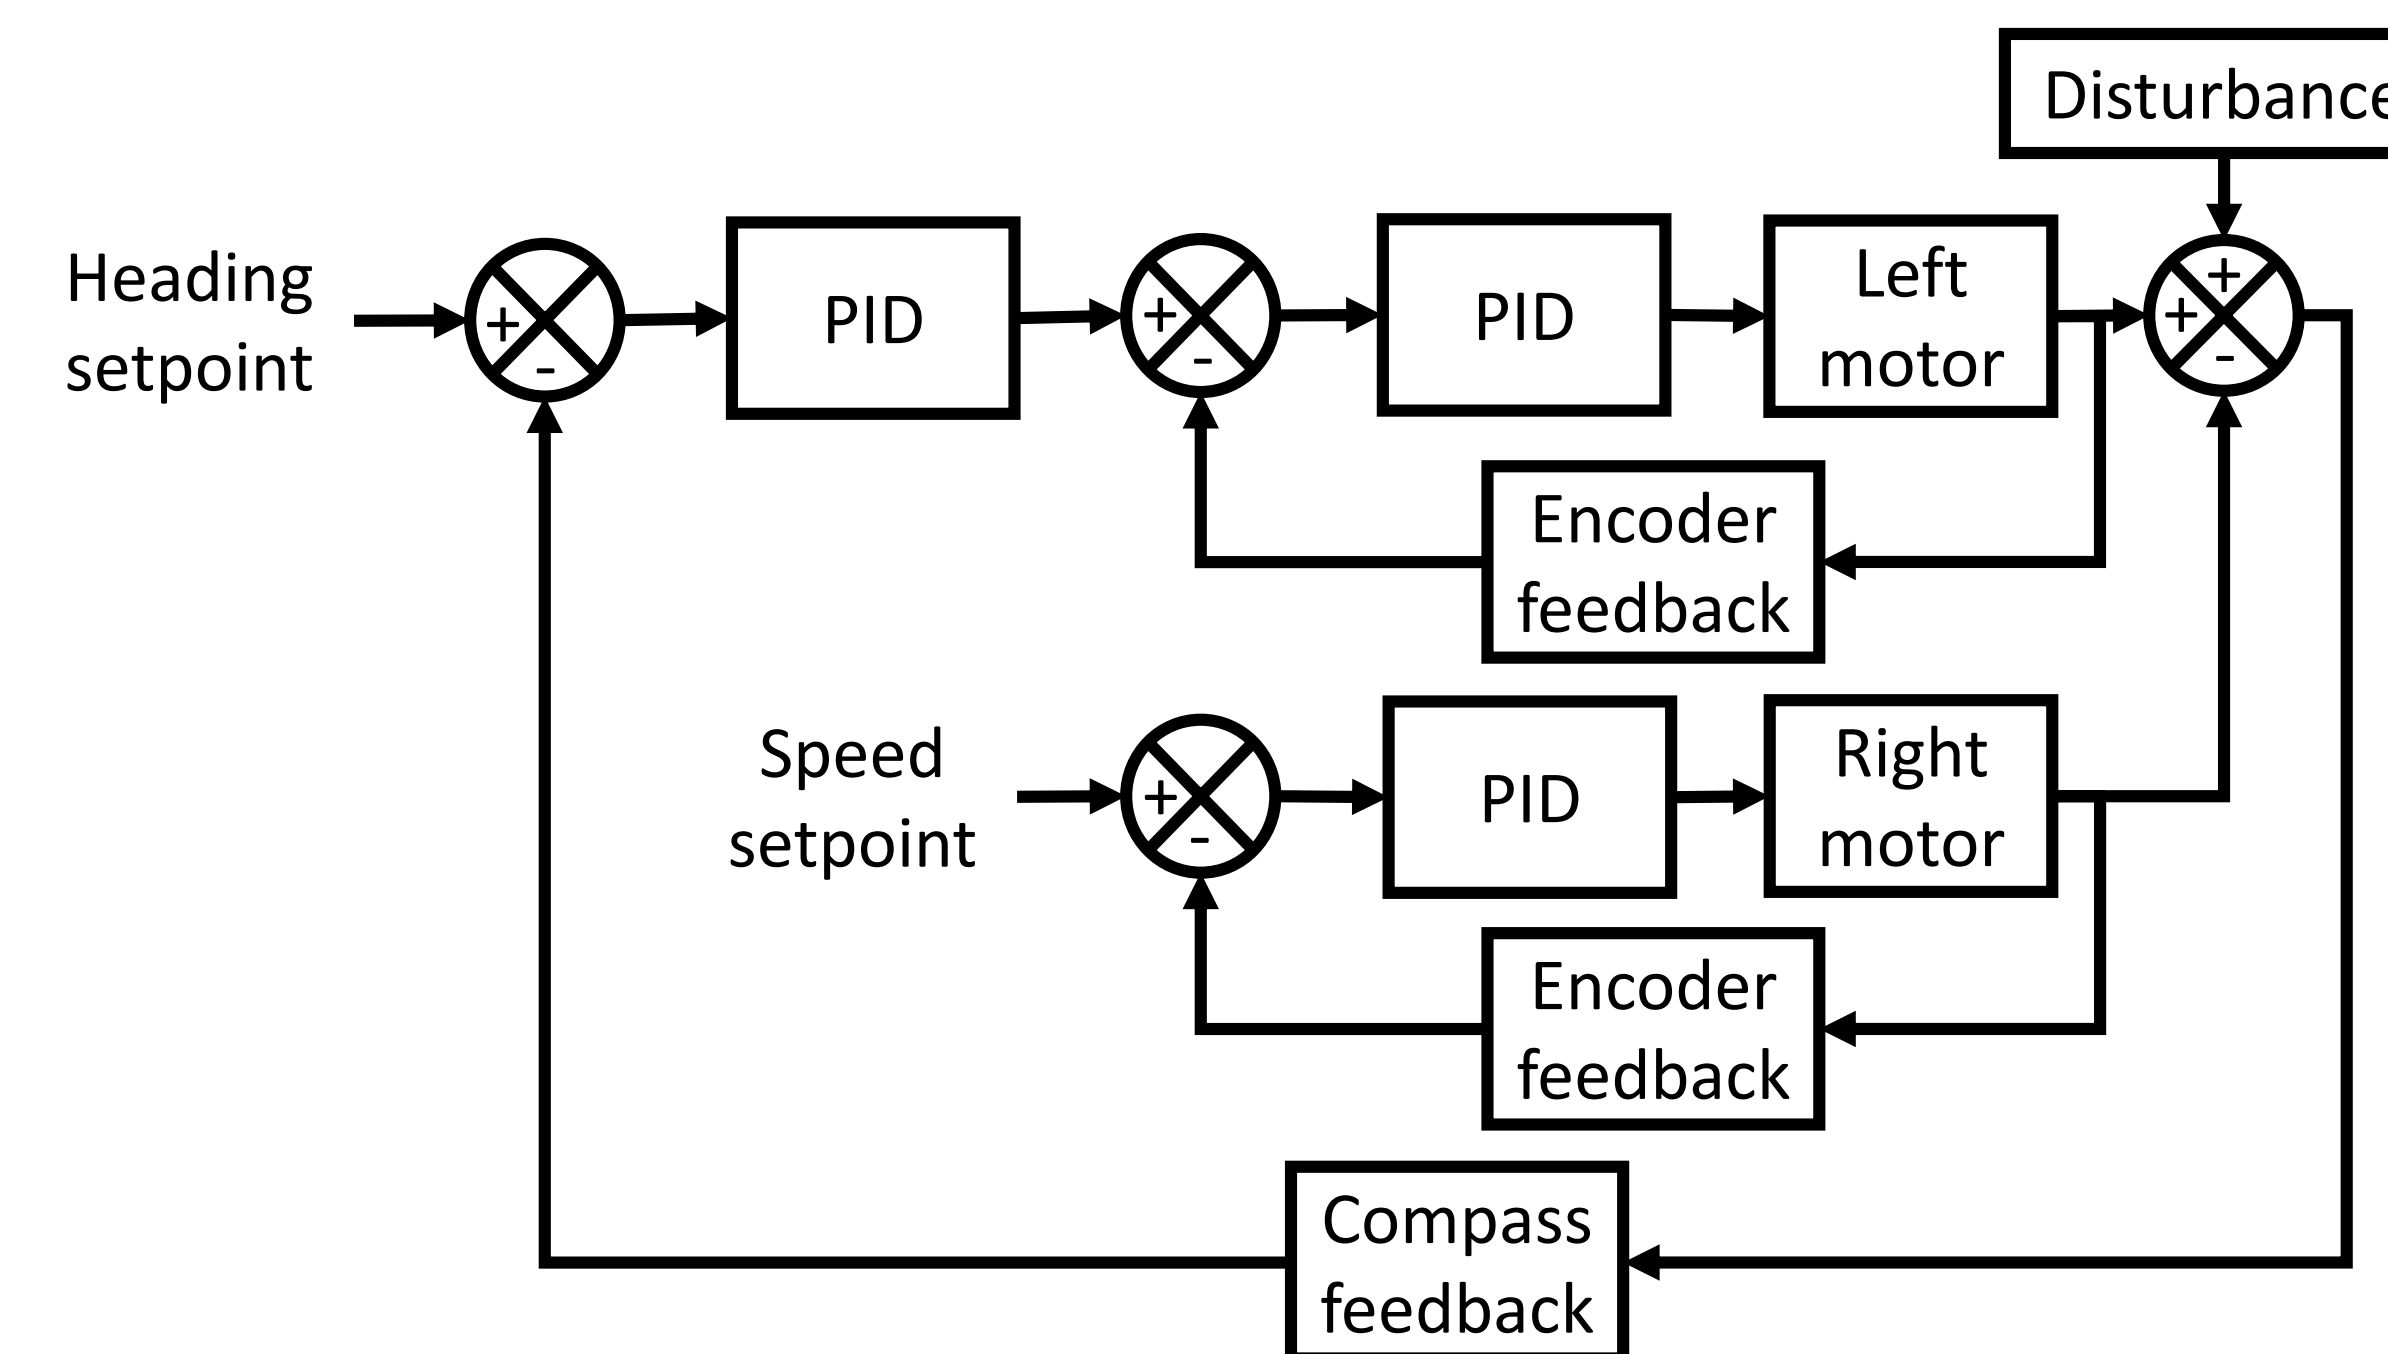 Disturbance
Heading
setpoint
+
-
PID
+
-
PID
Left
motor
+
+
-
Encoder
feedback
Speed
setpoint
+
-
PID
Right
motor
Encoder
feedback
Compass
feedback